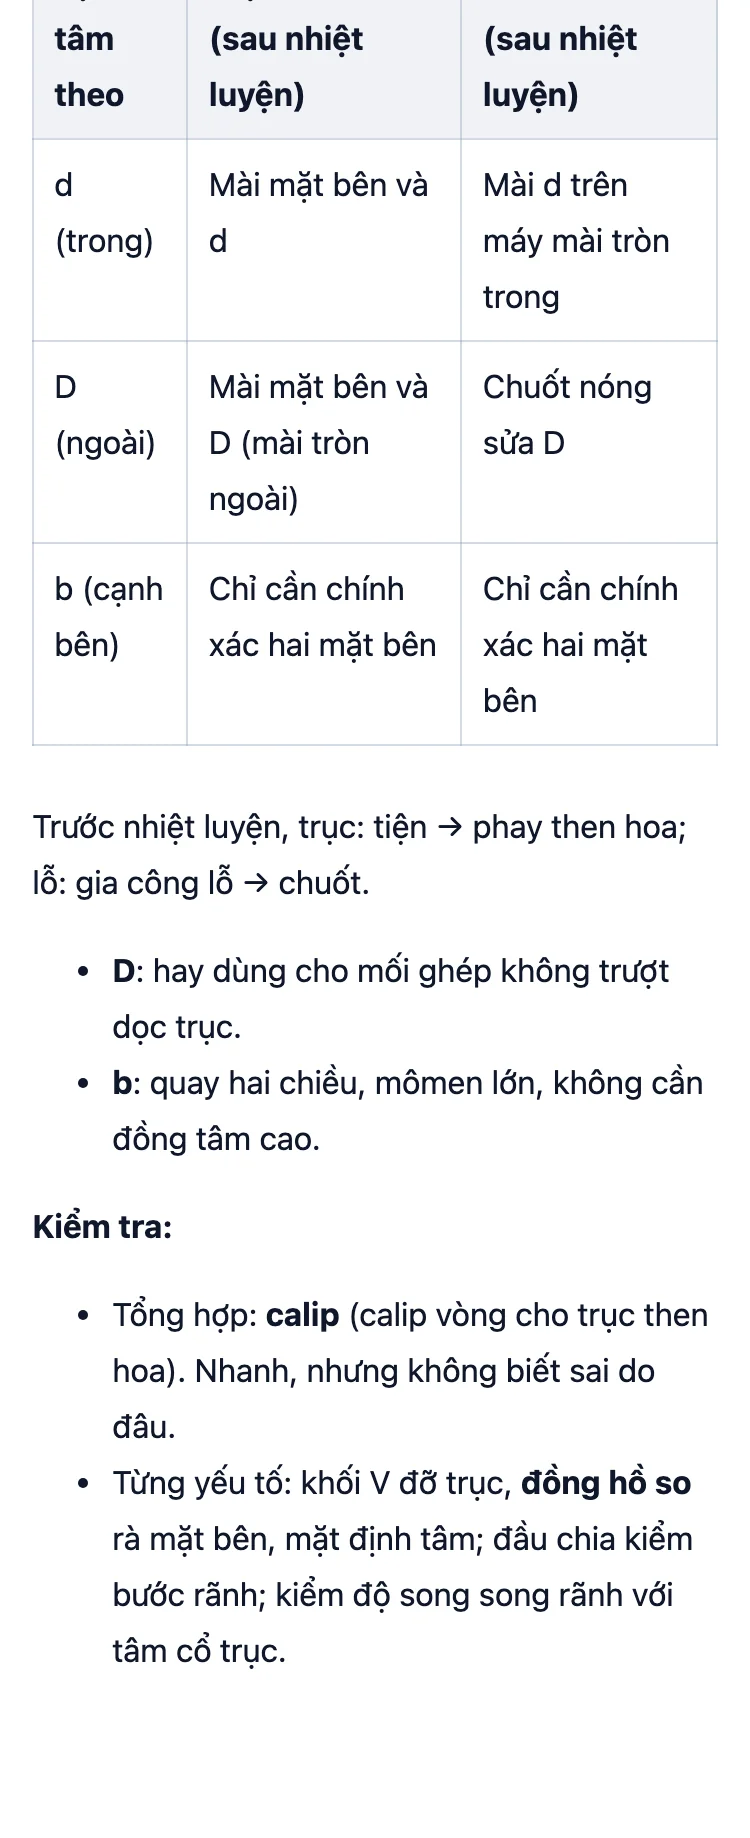 tâm
theo
(sau nhiệt
luyện)
(sau nhiệt
luyện)
d
(trong)
Mài mặt bên và
d
Mài d trên
máy mài tròn
trong
D
(ngoài)
Mài mặt bên và
D (mài tròn
ngoài)
Chuốt nóng
sửa D
b (cạnh
bên)
Chỉ cần chính
xác hai mặt bên
Chỉ cần chính
xác hai mặt
bên
Trước nhiệt luyện, trục: tiện → phay then hoa;
lỗ: gia công lỗ → chuốt.
• D: hay dùng cho mối ghép không trượt
dọc trục.
• b: quay hai chiều, mômen lớn, không cần
đồng tâm cao.
Kiểm tra:
• Tổng hợp: calip (calip vòng cho trục then
hoa). Nhanh, nhưng không biết sai do
đâu.
• Từng yếu tố: khối V đỡ trục, đồng hồ so
rà mặt bên, mặt định tâm; đầu chia kiểm
bước rãnh; kiểm độ song song rãnh với
tâm cổ trục.